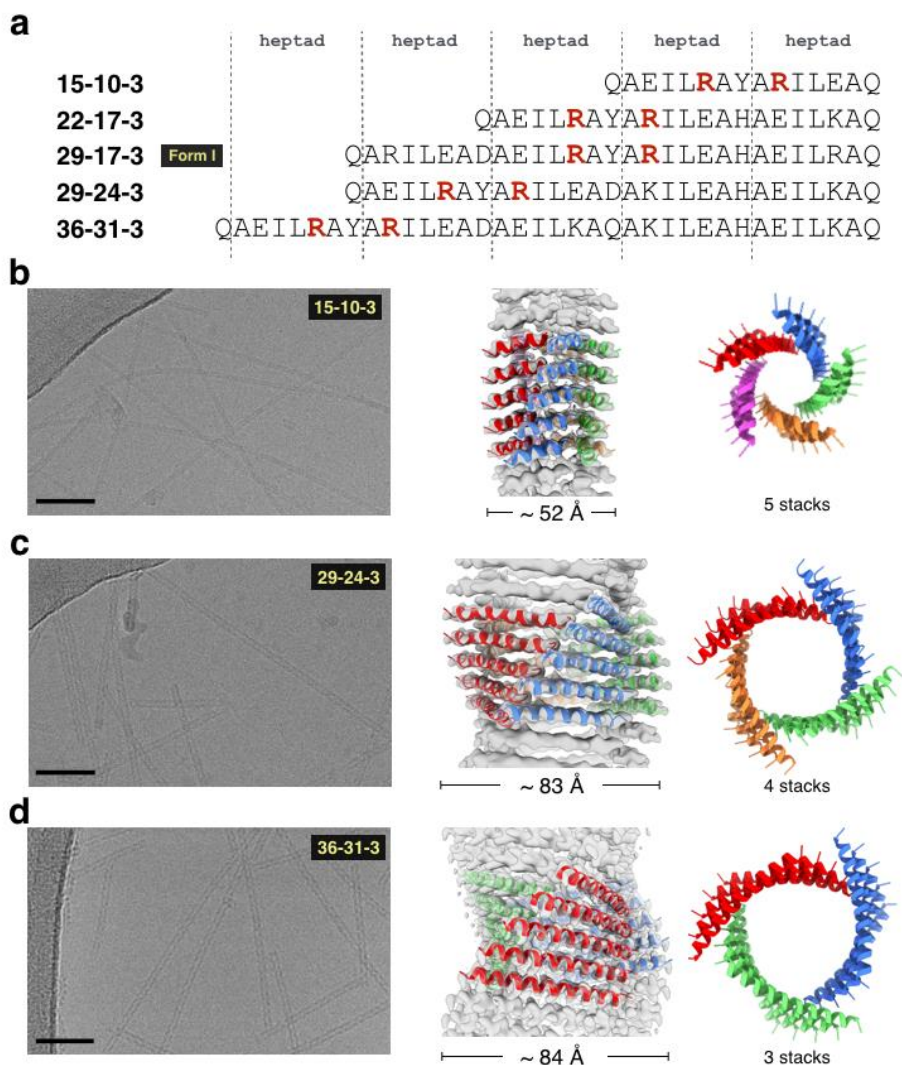 a
heptad heptad heptad heptad heptad
15-10-3 QAEILRAYARILEAQ
22-17-3 QAEILRAYARILEAHAEILKAQ
29-17-3 Form I QARILEADAEILRAYARILEAHAEILRAQ
29-24-3 QAEILRAYARILEADAKILEAHAEILKAQ
36-31-3 QAEILRAYARILEADAEILKAQAKILEAHAEILKAQ
b
15-10-3
~ 52 Å
5 stacks
c
29-24-3
~ 83 Å
4 stacks
d
36-31-3
~ 84 Å
3 stacks